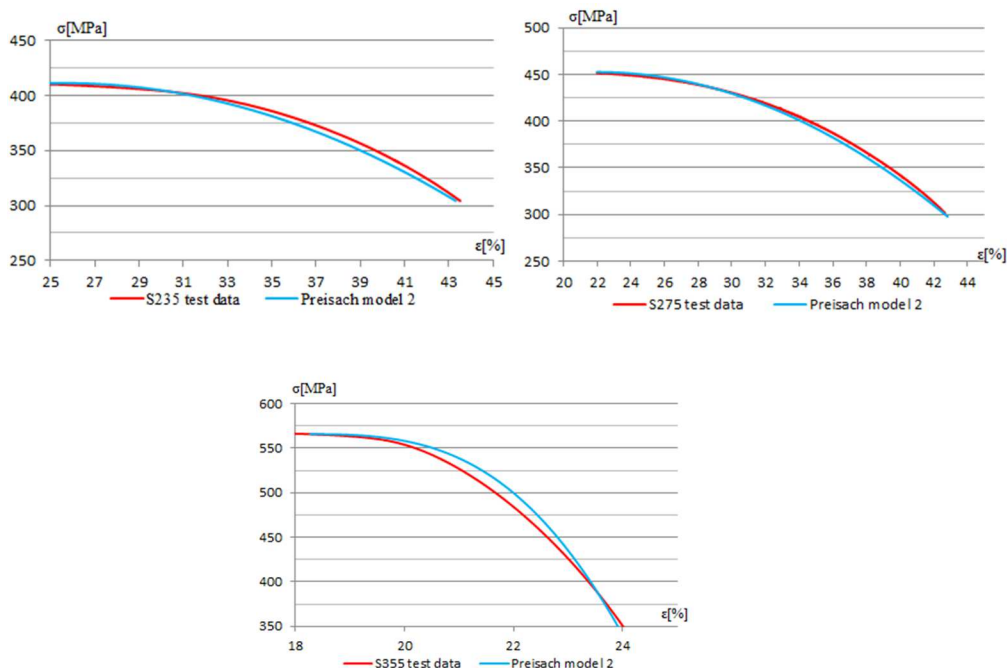 σ[MPa]
450
400
350
300
250
ε[%]
25 27 29 31 33 35 37 39 41 43 45
S235 test data Preisach model 2
σ[MPa]
500
450
400
350
300
250
ε[%]
20 22 24 26 28 30 32 34 36 38 40 42 44
S275 test data Preisach model 2
σ[MPa]
600
550
500
450
400
350
ε[%]
18 20 22 23 24
S355 test data Preisach model 2